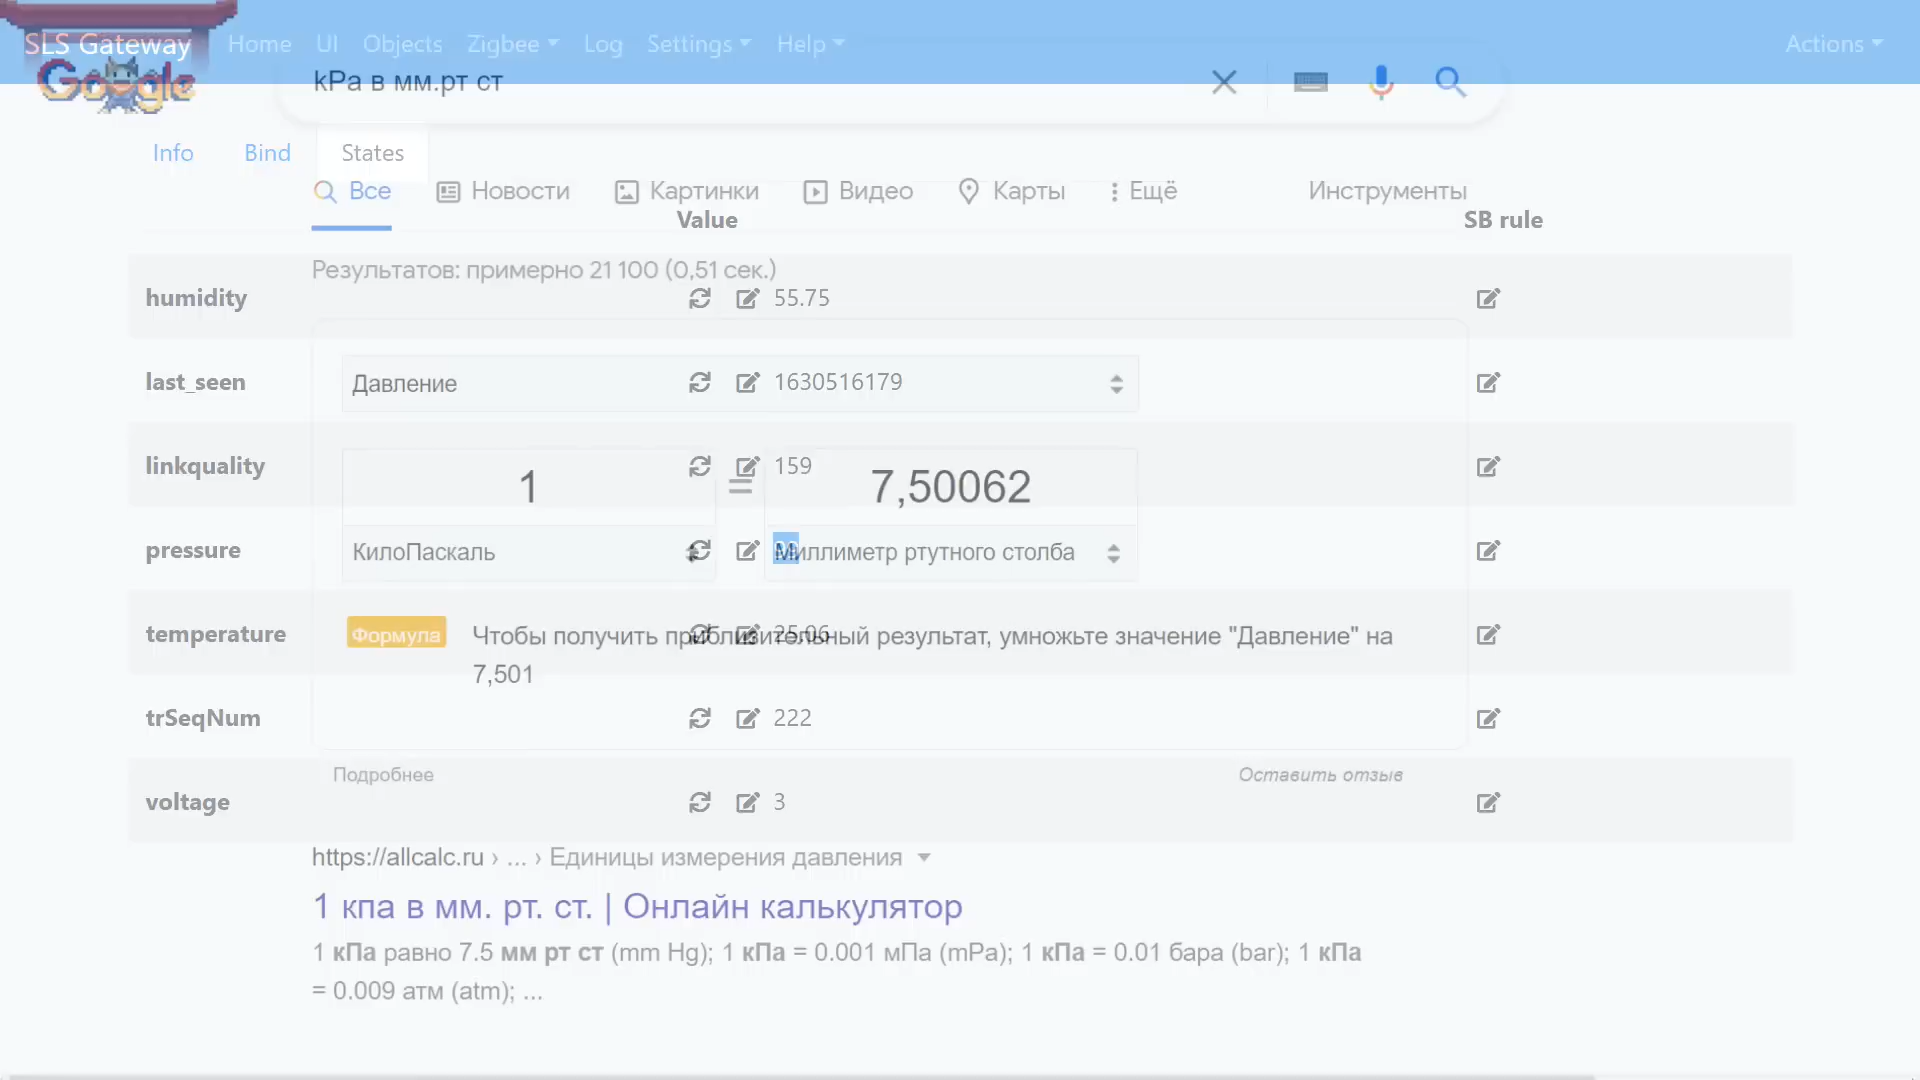 SLS Gateway Home UI Objects Zigbee Log Settings Help Actions
Google
kPa в мм.рт ст
Info Bind States
Все Новости Картинки Видео Карты Ещё Инструменты
Value SB rule
Результатов: примерно 21 100 (0,51 сек.)
humidity 55.75
last_seen 1630516179
Давление
linkquality 159
1 = 7,50062
pressure
КилоПаскаль Миллиметр ртутного столба
temperature 25.06
Формула Чтобы получить приблизительный результат, умножьте значение "Давление" на
7,501
trSeqNum 222
Подробнее Оставить отзыв
voltage 3
https://allcalc.ru › ... › Единицы измерения давления
1 кпа в мм. рт. ст. | Онлайн калькулятор
1 кПа равно 7.5 мм рт ст (mm Hg); 1 кПа = 0.001 мПа (mPa); 1 кПа = 0.01 бара (bar); 1 кПа
= 0.009 атм (atm); ...